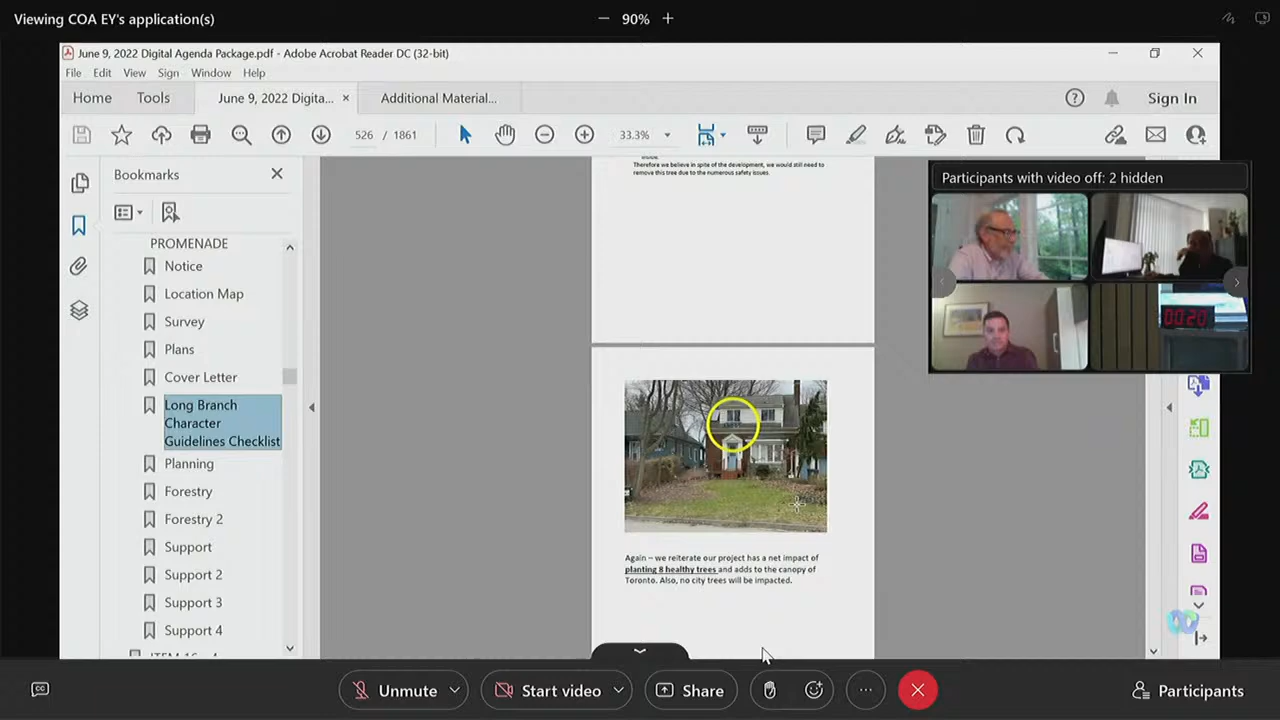 Viewing COA EY's application(s)
90%
June 9, 2022 Digital Agenda Package.pdf - Adobe Acrobat Reader DC (32-bit)
File Edit View Sign Window Help
Home Tools June 9, 2022 Digita... × Additional Material... Sign In
526 / 1861 33.3%
Bookmarks
PROMENADE
Notice
Location Map
Survey
Plans
Cover Letter
Long Branch
Character
Guidelines Checklist
Planning
Forestry
Forestry 2
Support
Support 2
Support 3
Support 4
Therefore we believe in spite of the development, we would still need to
remove this tree due to the numerous safety issues.
Again – we reiterate our project has a net impact of
planting 8 healthy trees and adds to the canopy of
Toronto. Also, no city trees will be impacted.
Participants with video off: 2 hidden
00:20
CC
Unmute
Start video
Share
Participants